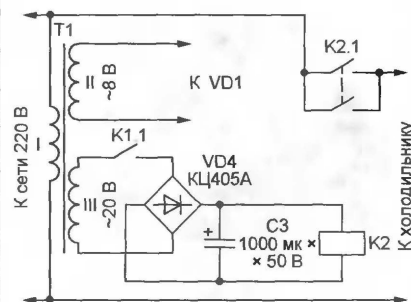 T1
K2.1
II
~8 В
К VD1
К сети 220 В
I
K1.1
VD4
КЦ405А
III
~20 В
+
C3
1000 мк ×
× 50 В
K2
К холодильнику